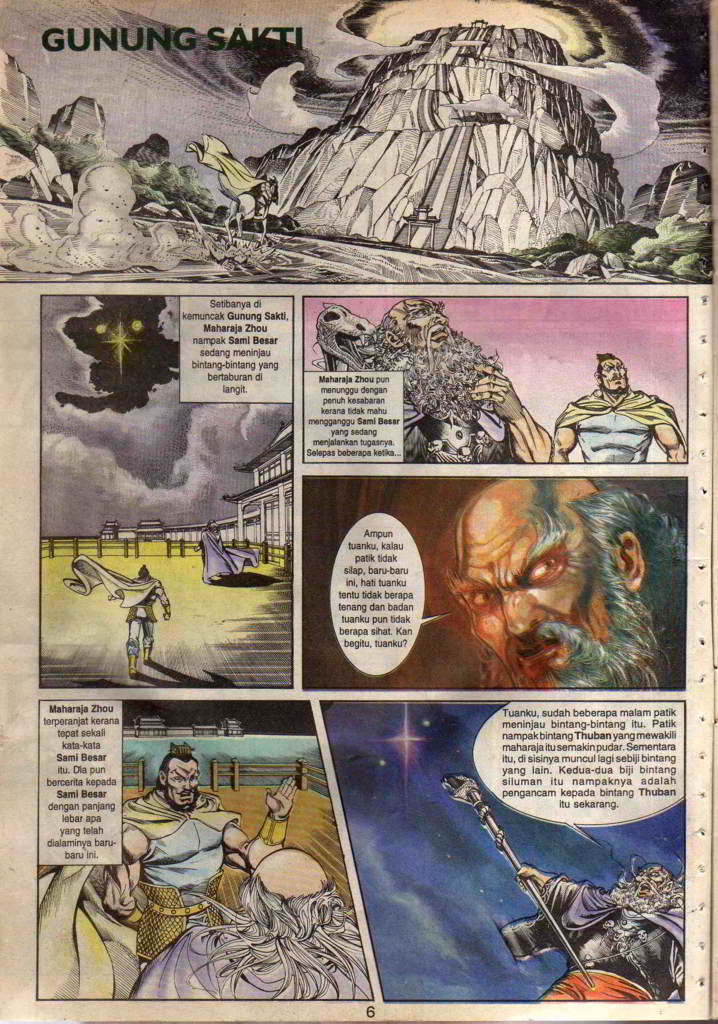 GUNUNG SAKTI
Setibanya di
kemuncak Gunung Sakti,
Maharaja Zhou
nampak Sami Besar
sedang meninjau
bintang-bintang yang
bertaburan di
langit.
Maharaja Zhou pun
menunggu dengan
penuh kesabaran
kerana tidak mahu
mengganggu Sami Besar
yang sedang
menjalankan tugasnya.
Selepas beberapa ketika...
Ampun
tuanku, kalau
patik tidak
silap, baru-baru
ini, hati tuanku
tentu tidak berapa
tenang dan badan
tuanku pun tidak
berapa sihat. Kan
begitu, tuanku?
Maharaja Zhou
terperanjat kerana
tepat sekali
kata-kata
Sami Besar
itu. Dia pun
bercerita kepada
Sami Besar
dengan panjang
lebar apa
yang telah
dialaminya baru-
baru ini.
Tuanku, sudah beberapa malam patik
meninjau bintang-bintang itu. Patik
nampak bintang Thuban yang mewakili
maharaja itu semakin pudar. Sementara
itu, di sisinya muncul lagi sebiji bintang
yang lain. Kedua-dua biji bintang
siluman itu nampaknya adalah
pengancam kepada bintang Thuban
itu sekarang.
6